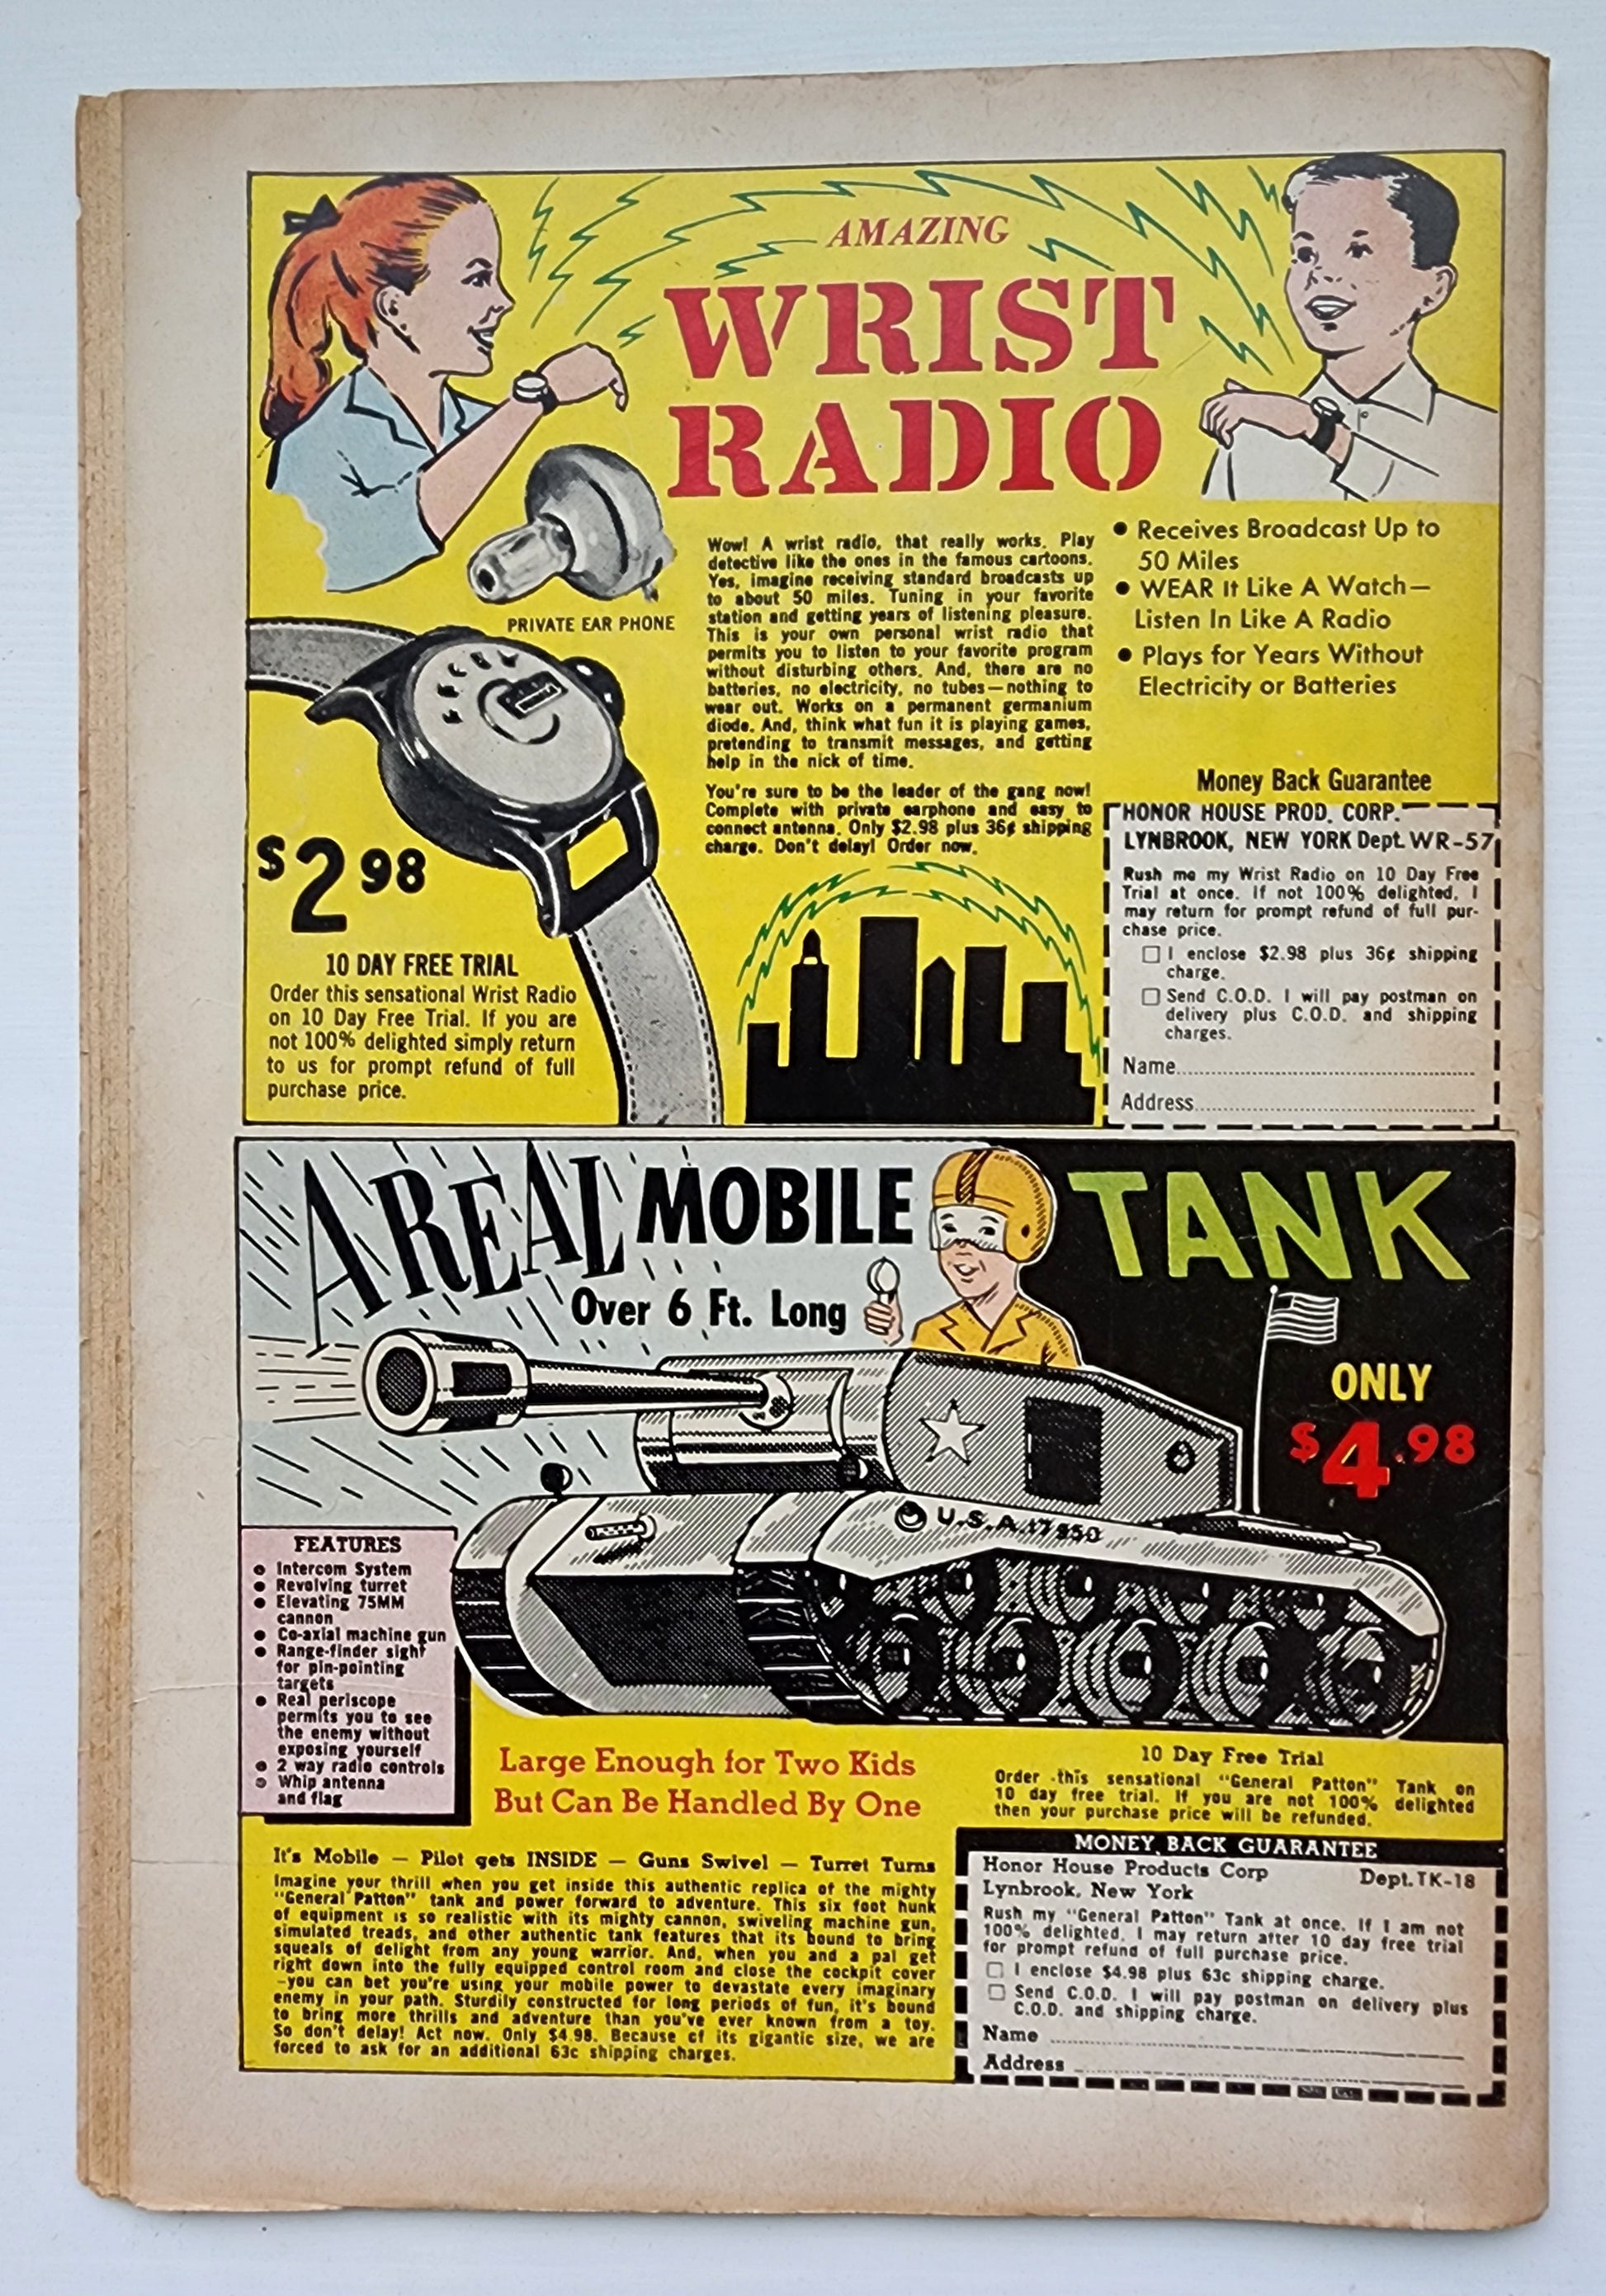 AMAZING
WRIST
RADIO
PRIVATE EAR PHONE
Wow! A wrist radio, that really works. Play
detective like the ones in the famous cartoons.
Yes, imagine receiving standard broadcasts up
to about 50 miles. Tuning in your favorite
station and getting years of listening pleasure.
This is your own personal wrist radio that
permits you to listen to your favorite program
without disturbing others. And, there are no
batteries, no electricity, no tubes—nothing to
wear out. Works on a permanent germanium
diode. And, think what fun it is playing games,
pretending to transmit messages, and getting
help in the nick of time.
You're sure to be the leader of the gang now!
Complete with private earphone and easy to
connect antenna. Only $2.98 plus 36¢ shipping
charge. Don't delay! Order now.
● Receives Broadcast Up to
50 Miles
● WEAR It Like A Watch—
Listen In Like A Radio
● Plays for Years Without
Electricity or Batteries
$2 98
10 DAY FREE TRIAL
Order this sensational Wrist Radio
on 10 Day Free Trial. If you are
not 100% delighted simply return
to us for prompt refund of full
purchase price.
Money Back Guarantee
HONOR HOUSE PROD. CORP.
LYNBROOK, NEW YORK Dept. WR-57
Rush me my Wrist Radio on 10 Day Free
Trial at once. If not 100% delighted, I
may return for prompt refund of full pur-
chase price.
☐ I enclose $2.98 plus 36¢ shipping
charge.
☐ Send C.O.D. I will pay postman on
delivery plus C.O.D. and shipping
charges.
Name
Address
A REAL MOBILE TANK
Over 6 Ft. Long
ONLY
$4.98
U.S.A. 17950
FEATURES
● Intercom System
● Revolving turret
● Elevating 75MM
cannon
● Co-axial machine gun
● Range-finder sight
for pin-pointing
targets
● Real periscope
permits you to see
the enemy without
exposing yourself
● 2 way radio controls
● Whip antenna
and flag
Large Enough for Two Kids
But Can Be Handled By One
10 Day Free Trial
Order this sensational "General Patton" Tank on
10 day free trial. If you are not 100% delighted
then your purchase price will be refunded.
It's Mobile — Pilot gets INSIDE — Guns Swivel — Turret Turns
Imagine your thrill when you get inside this authentic replica of the mighty
"General Patton" tank and power forward to adventure. This six foot hunk
of equipment is so realistic with its mighty cannon, swiveling machine gun,
simulated treads, and other authentic tank features that its bound to bring
squeals of delight from any young warrior. And, when you and a pal get
right down into the fully equipped control room and close the cockpit cover
—you can bet you're using your mobile power to devastate every imaginary
enemy in your path. Sturdily constructed for long periods of fun, it's bound
to bring more thrills and adventure than you've ever known from a toy.
So don't delay! Act now. Only $4.98. Because of its gigantic size, we are
forced to ask for an additional 63c shipping charges.
MONEY BACK GUARANTEE
Honor House Products Corp Dept. TK-18
Lynbrook, New York
Rush my "General Patton" Tank at once. If I am not
100% delighted, I may return after 10 day free trial
for prompt refund of full purchase price.
☐ I enclose $4.98 plus 63c shipping charge.
☐ Send C.O.D. I will pay postman on delivery plus
C.O.D. and shipping charge.
Name
Address